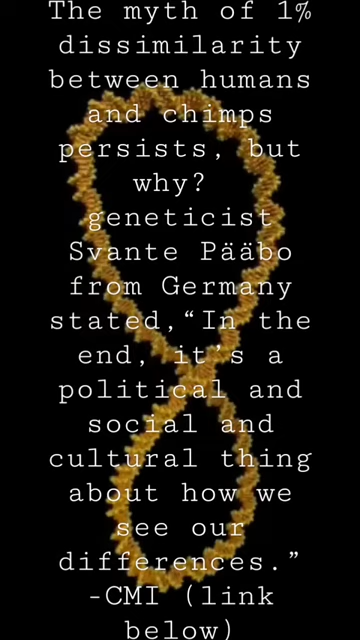 The myth of 1%
dissimilarity
between humans
and chimps
persists, but
why?
geneticist
Svante Pääbo
from Germany
stated,“In the
end, it’s a
political and
social and
cultural thing
about how we
see our
differences.”
-CMI (link
below)